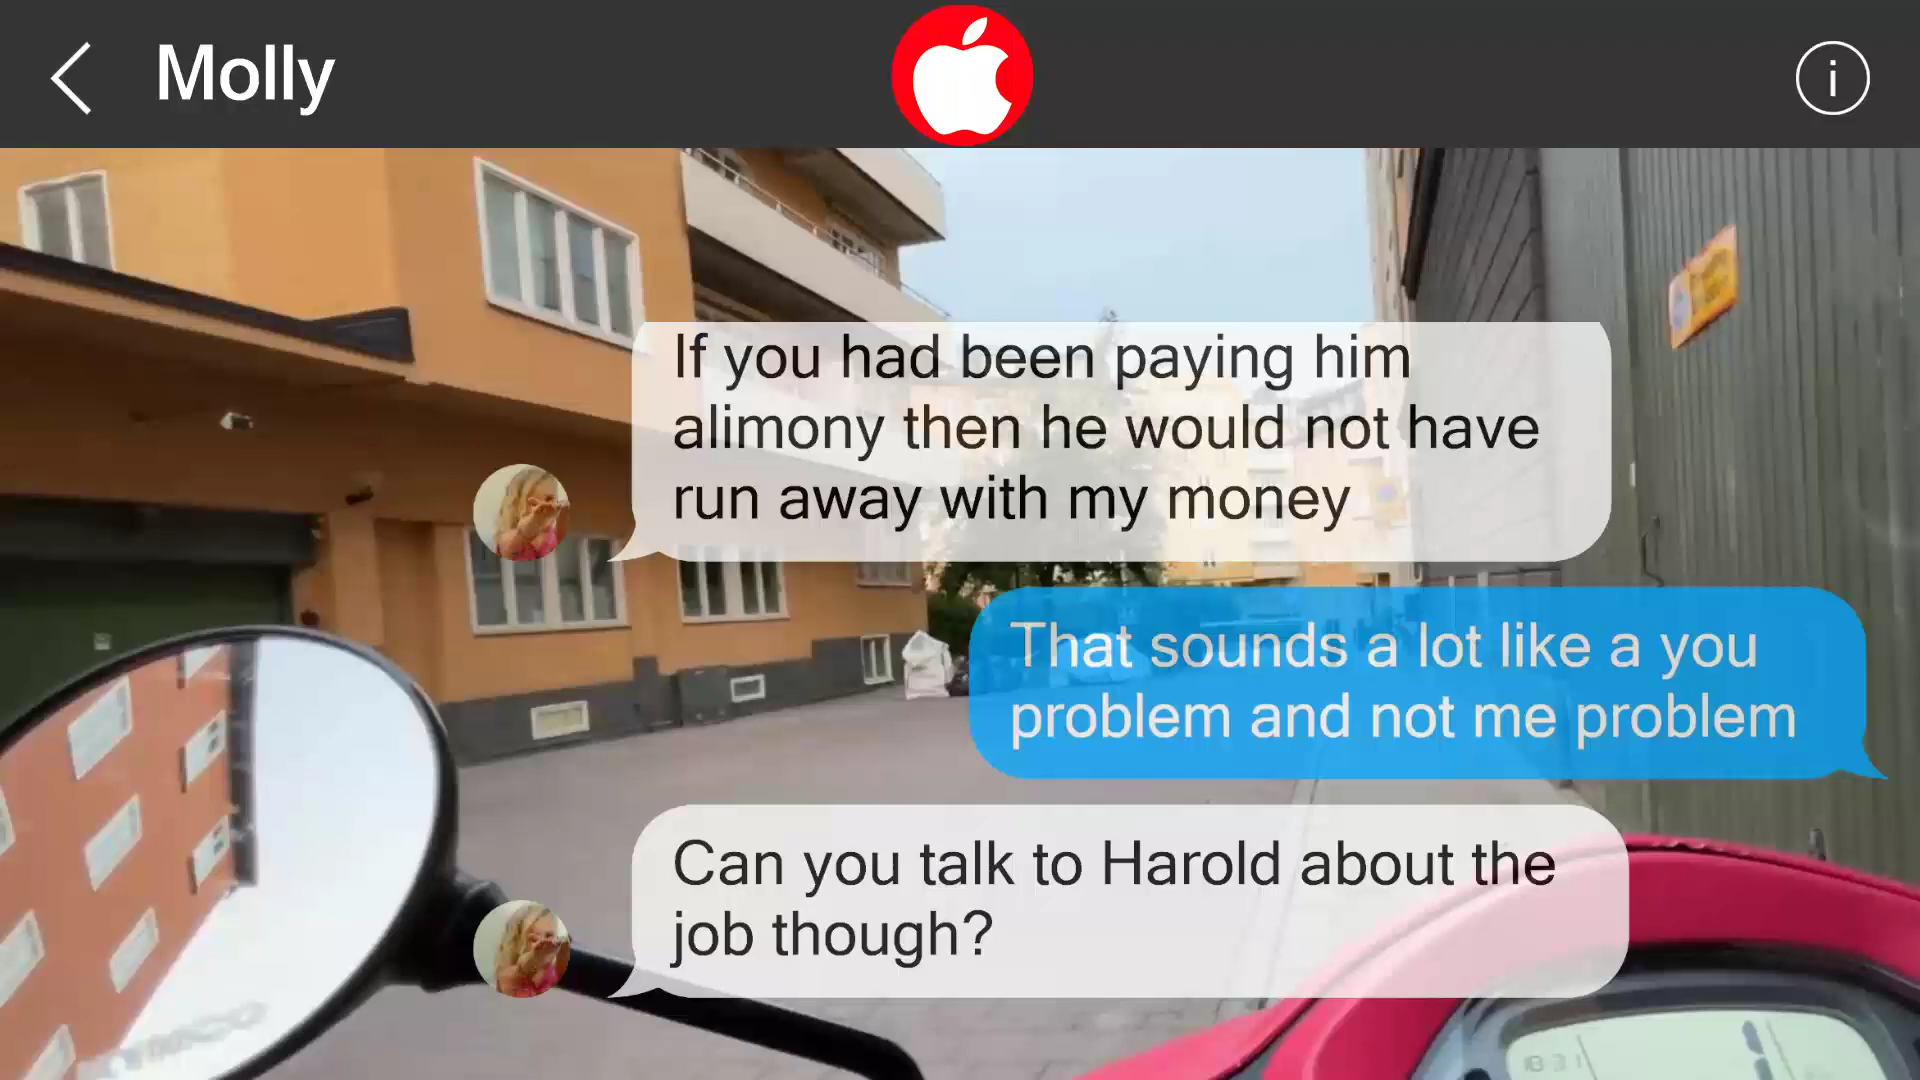 Molly
If you had been paying him
alimony then he would not have
run away with my money
That sounds a lot like a you
problem and not me problem
Can you talk to Harold about the
job though?